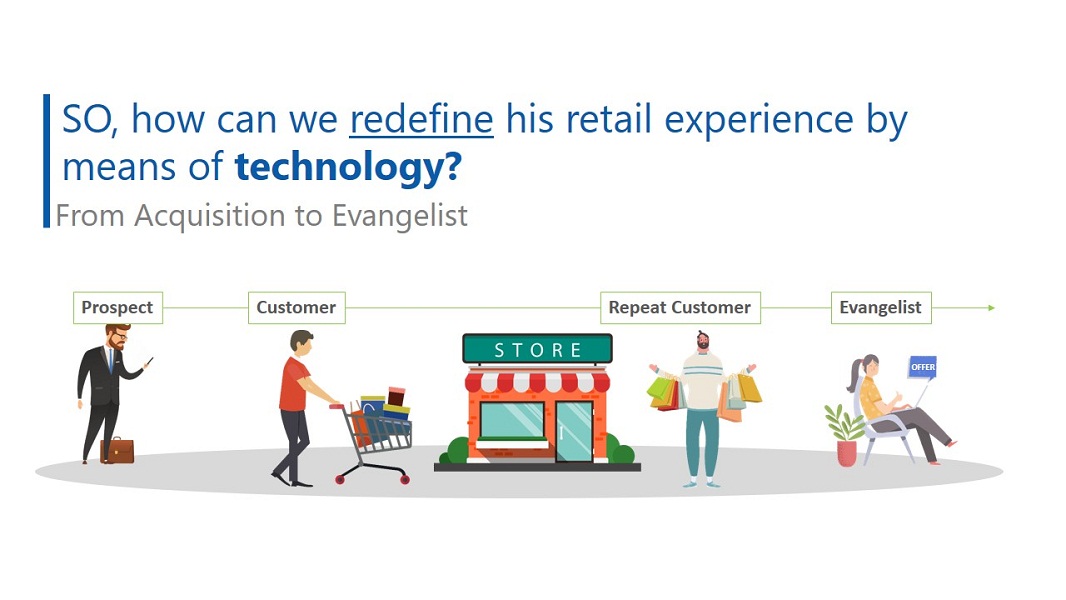 SO, how can we redefine his retail experience by
means of technology?
From Acquisition to Evangelist
Prospect
Customer
Repeat Customer
Evangelist
STORE
OFFER